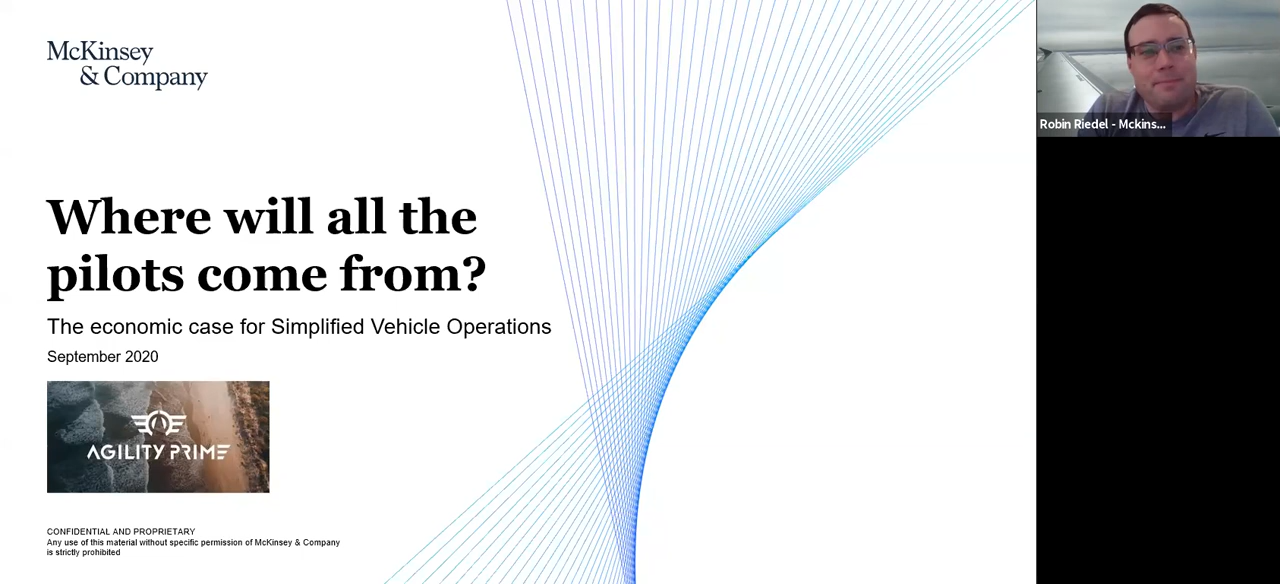 McKinsey
& Company
Where will all the
pilots come from?
The economic case for Simplified Vehicle Operations
September 2020
AGILITY PRIME
CONFIDENTIAL AND PROPRIETARY
Any use of this material without specific permission of McKinsey & Company
is strictly prohibited
Robin Riedel - Mckins...